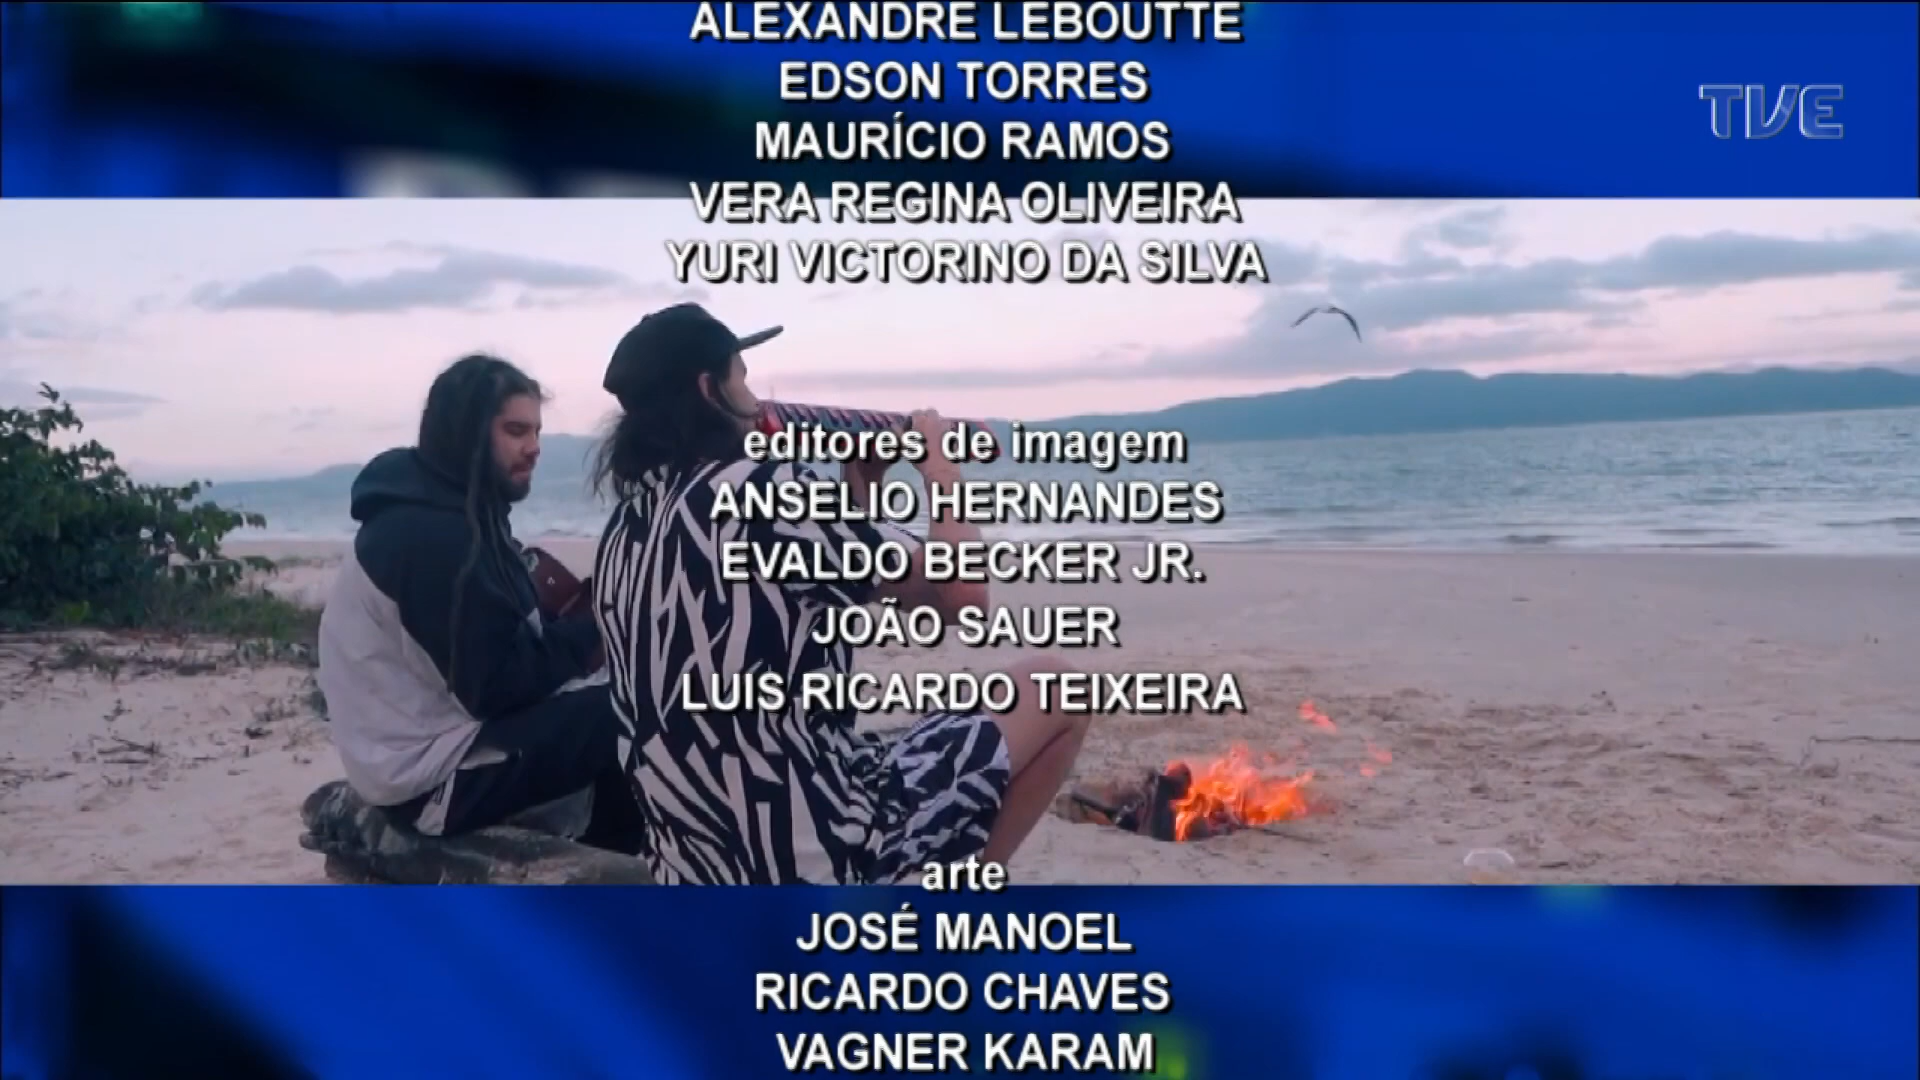 ALEXANDRE LEBOUTTE
EDSON TORRES
TVE
MAURÍCIO RAMOS
VERA REGINA OLIVEIRA
YURI VICTORINO DA SILVA
editores de imagem
ANSELIO HERNANDES
EVALDO BECKER JR.
JOÃO SAUER
LUIS RICARDO TEIXEIRA
arte
JOSÉ MANOEL
RICARDO CHAVES
VAGNER KARAM